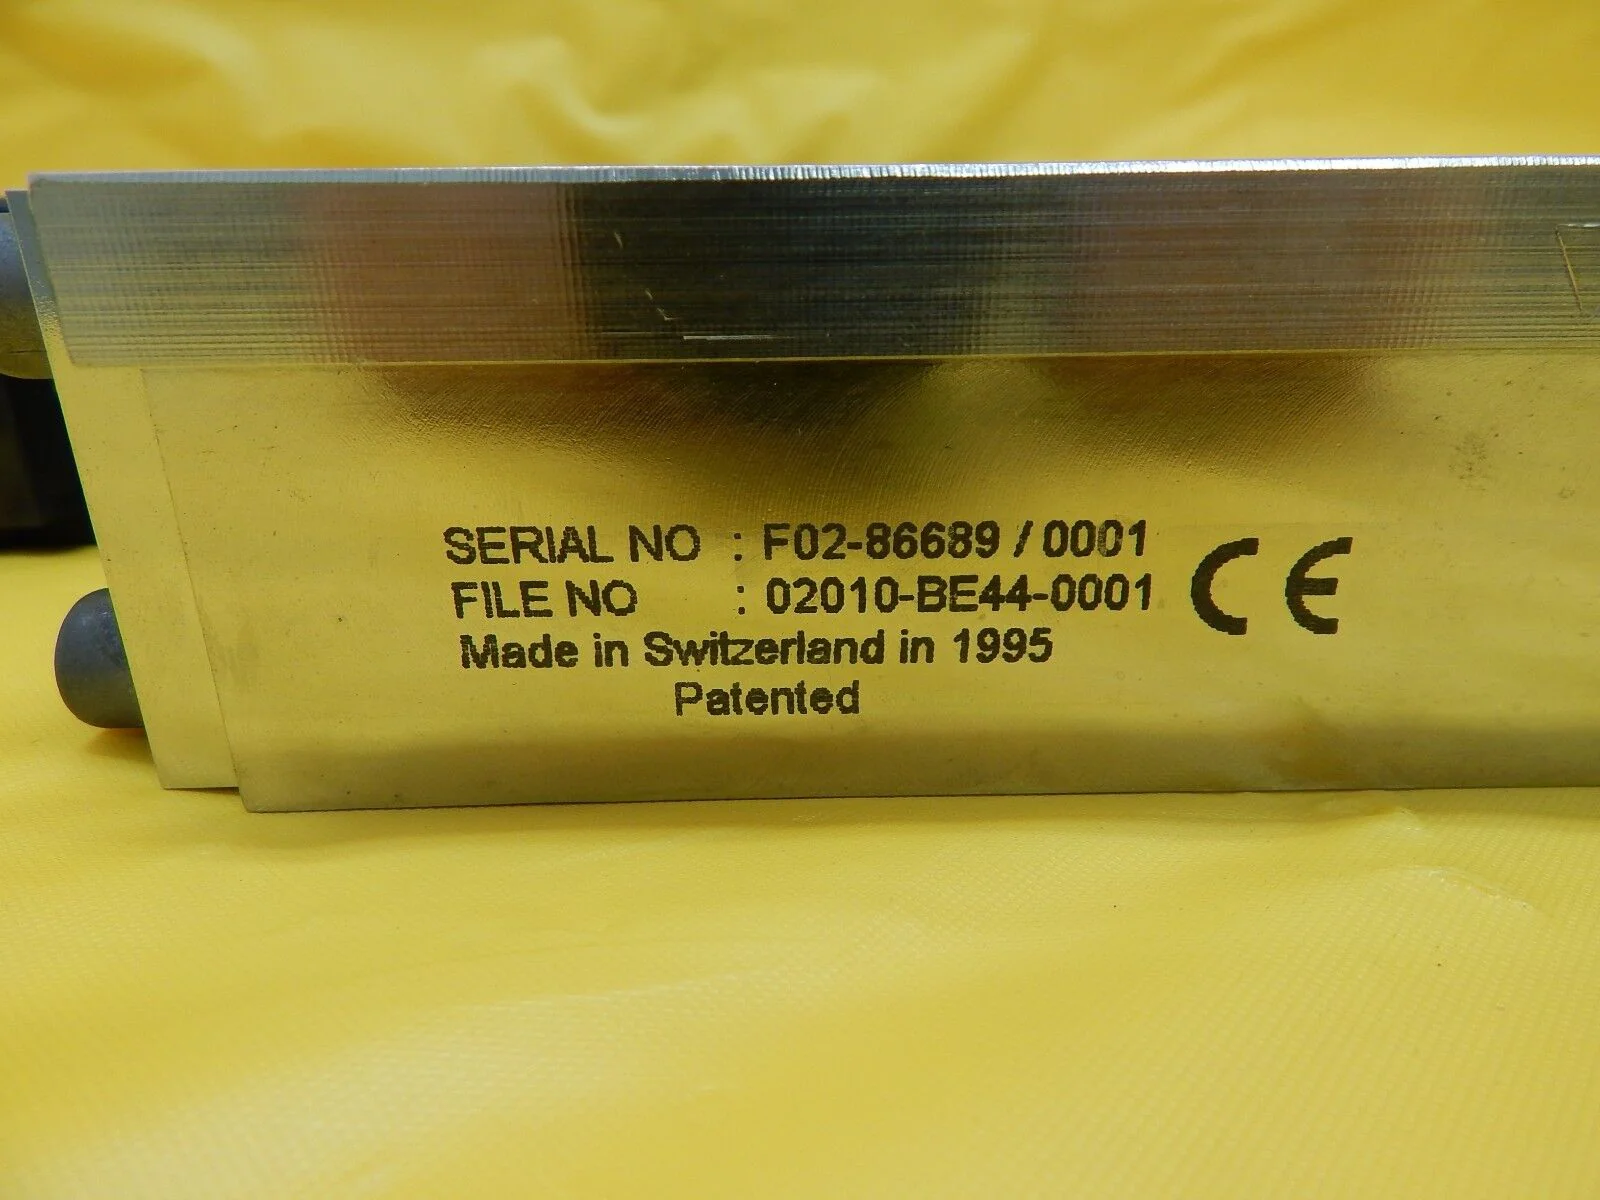 SERIAL NO : F02-86689 / 0001
FILE NO : 02010-BE44-0001
Made in Switzerland in 1995
Patented
CE